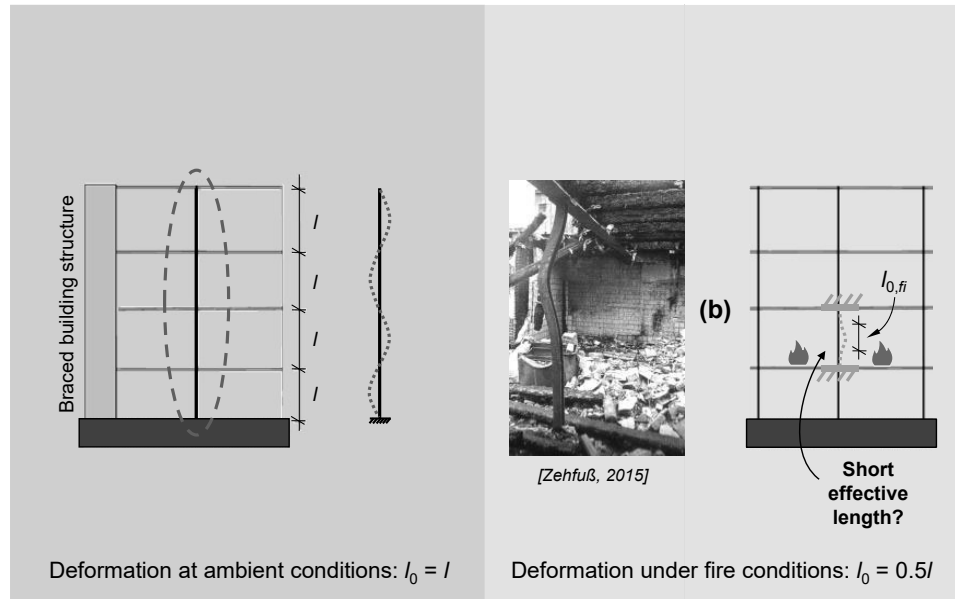 Braced building structure
l
l
l
l
[Zehfuß, 2015]
(b)
l0,fi
Short
effective
length?
Deformation at ambient conditions: l0 = l
Deformation under fire conditions: l0 = 0.5l